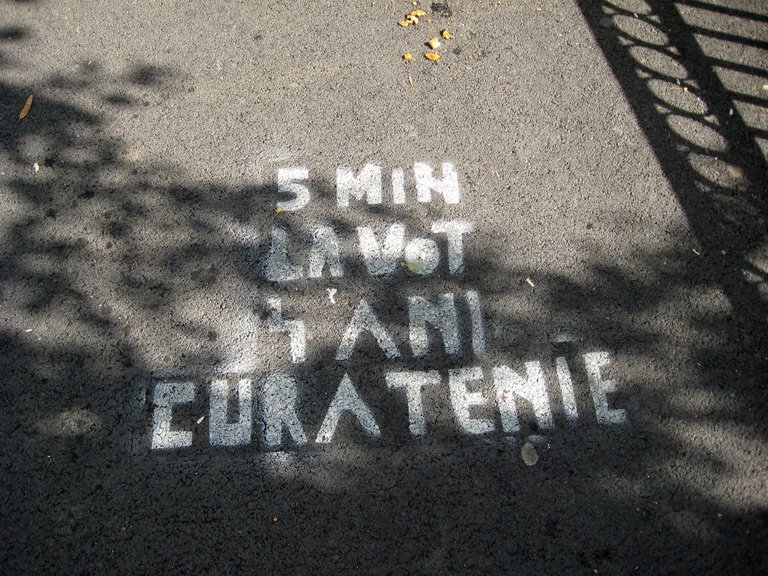 5 MIN
LA VOT
4 ANI
CURATENIE